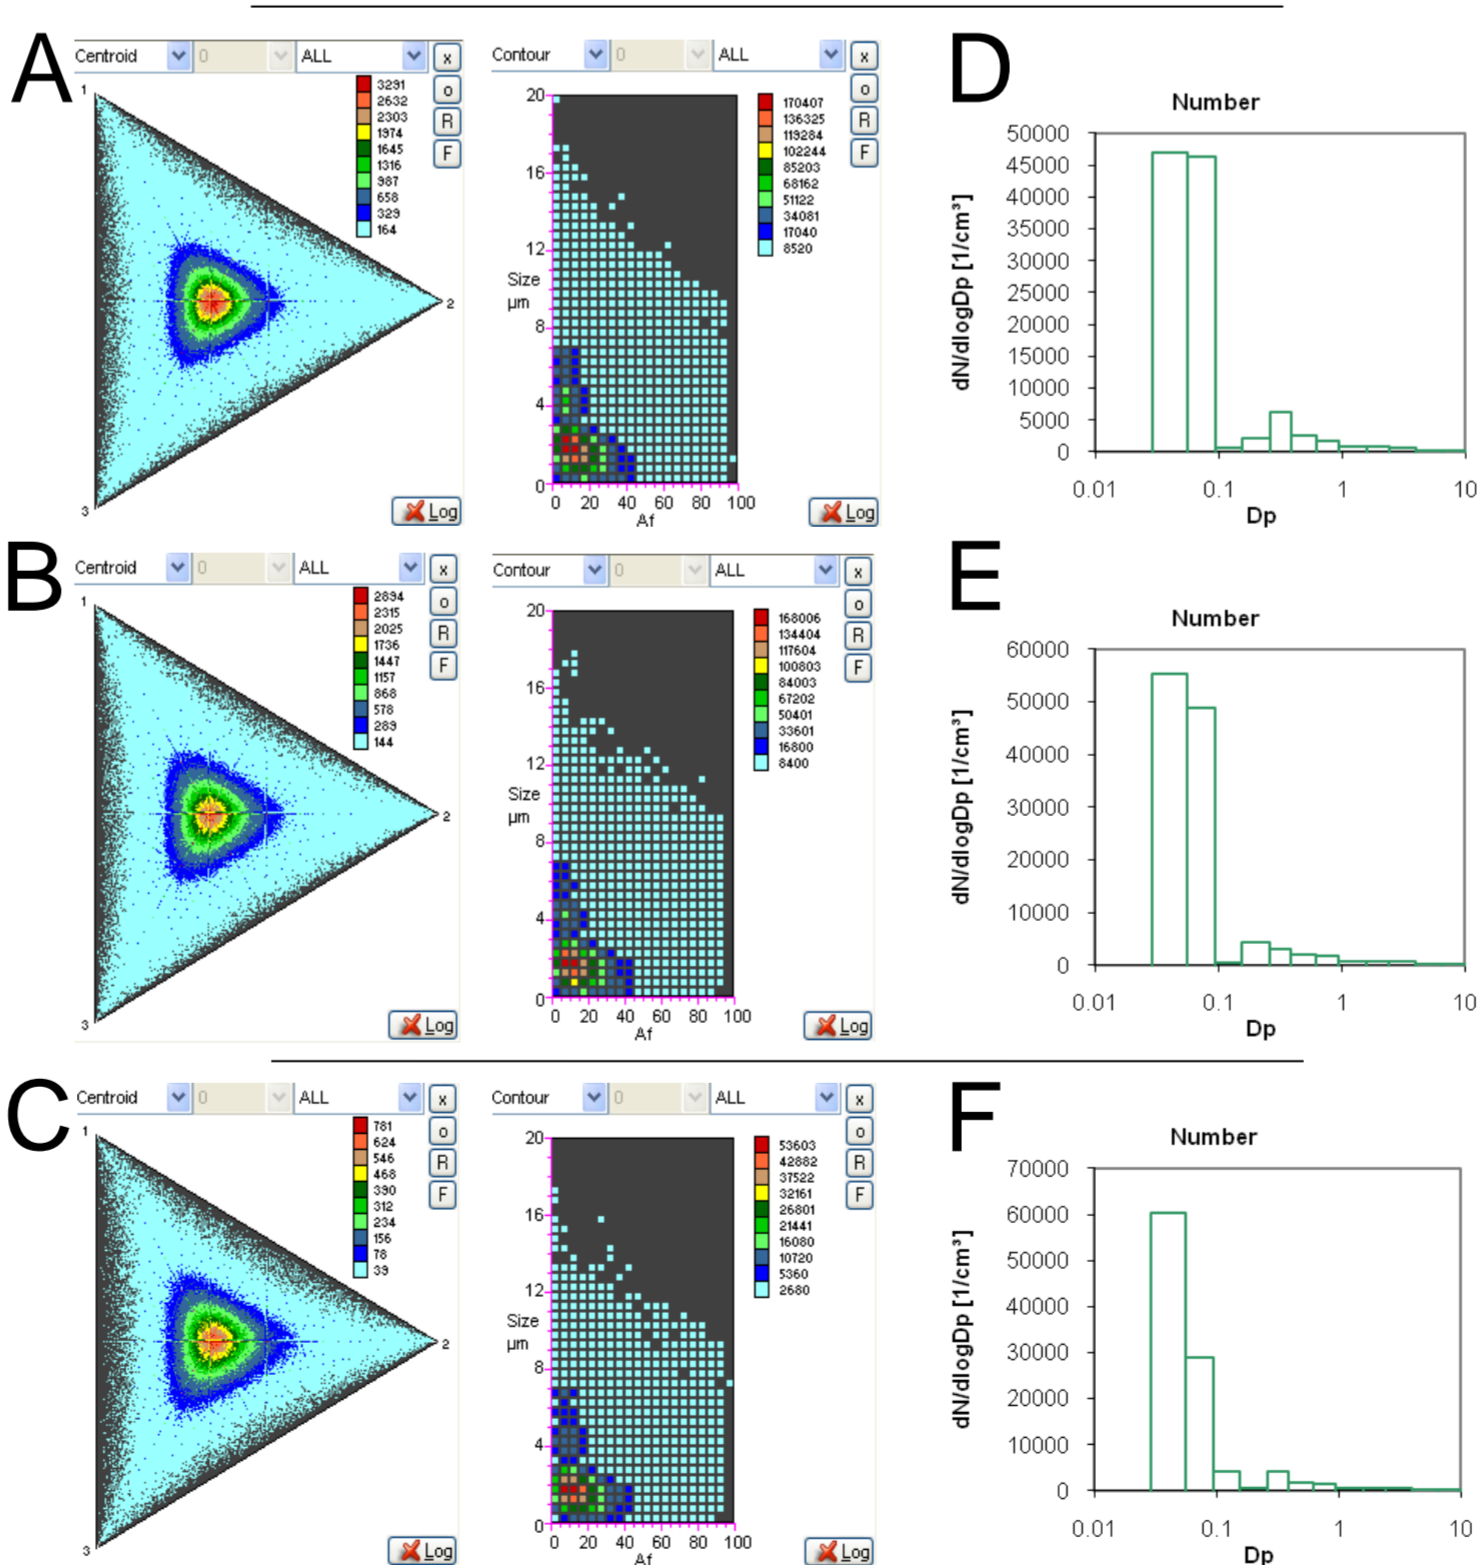 A
Centroid 0 ALL x
o
R
F
1
2
3
3291
2632
2303
1974
1645
1316
987
658
329
164
Log
Contour 0 ALL x
o
R
F
20
16
12
Size
µm
8
4
0
0 20 40 60 80 100
Af
170407
136325
119284
102244
85203
68162
51122
34081
17040
8520
Log
D
Number
50000
45000
40000
35000
30000
25000
20000
15000
10000
5000
0
dN/dlogDp [1/cm³]
0.01 0.1 1 10
Dp
B
Centroid 0 ALL x
o
R
F
1
2
3
2894
2315
2025
1736
1447
1157
868
578
289
144
Log
Contour 0 ALL x
o
R
F
20
16
12
Size
µm
8
4
0
0 20 40 60 80 100
Af
168006
134404
117604
100803
84003
67202
50401
33601
16800
8400
Log
E
Number
60000
50000
40000
30000
20000
10000
0
dN/dlogDp [1/cm³]
0.01 0.1 1 10
Dp
C
Centroid 0 ALL x
o
R
F
1
2
3
781
624
546
468
390
312
234
156
78
39
Log
Contour 0 ALL x
o
R
F
20
16
12
Size
µm
8
4
0
0 20 40 60 80 100
Af
53603
42882
37522
32161
26801
21441
16080
10720
5360
2680
Log
F
Number
70000
60000
50000
40000
30000
20000
10000
0
dN/dlogDp [1/cm³]
0.01 0.1 1 10
Dp